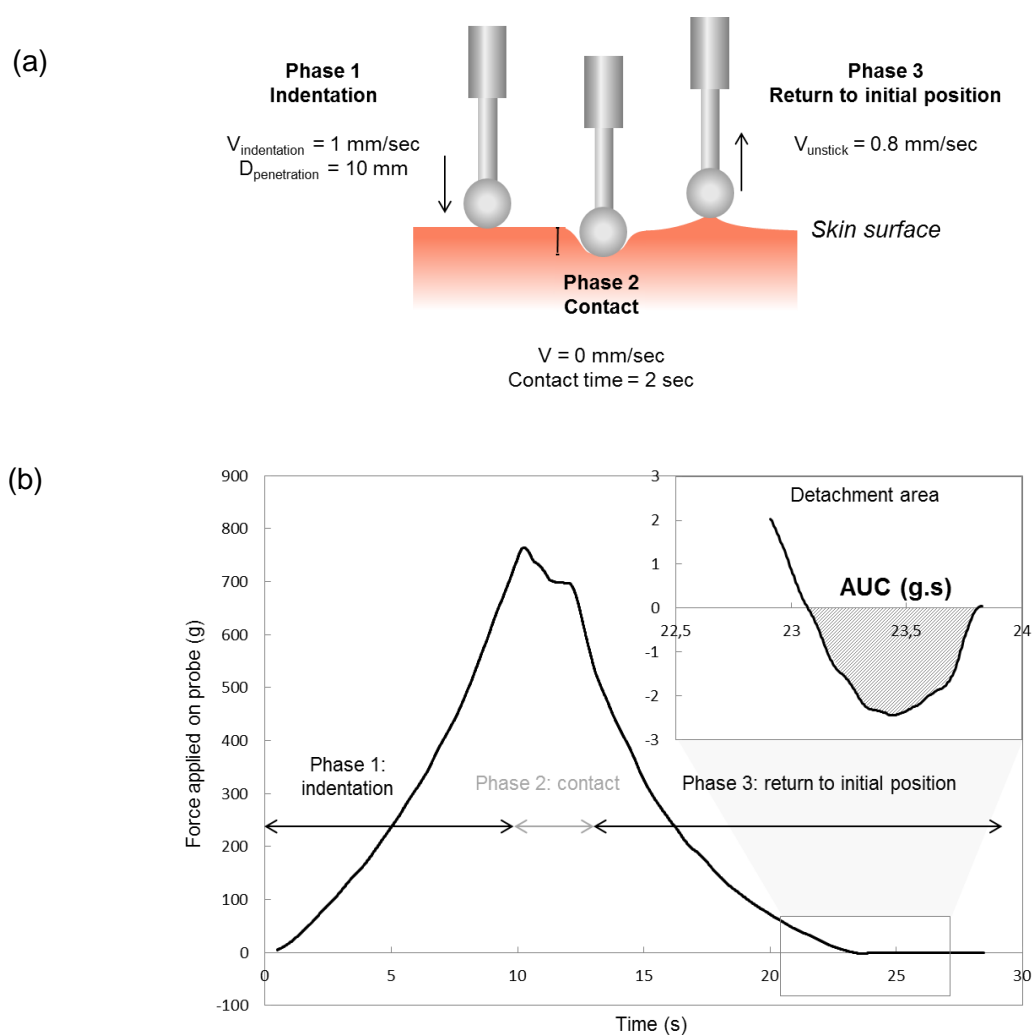 (a)
Phase 1
Indentation
V indentation = 1 mm/sec
D penetration = 10 mm
Phase 3
Return to initial position
V unstick = 0.8 mm/sec
Skin surface
Phase 2
Contact
V = 0 mm/sec
Contact time = 2 sec
(b)
Force applied on probe (g)
900
800
700
600
500
400
300
200
100
0
-100
0
5
10
15
20
25
30
Time (s)
Phase 1:
indentation
Phase 2: contact
Phase 3: return to initial position
Detachment area
AUC (g.s)
3
2
1
0
-1
-2
-3
22,5
23
23,5
24